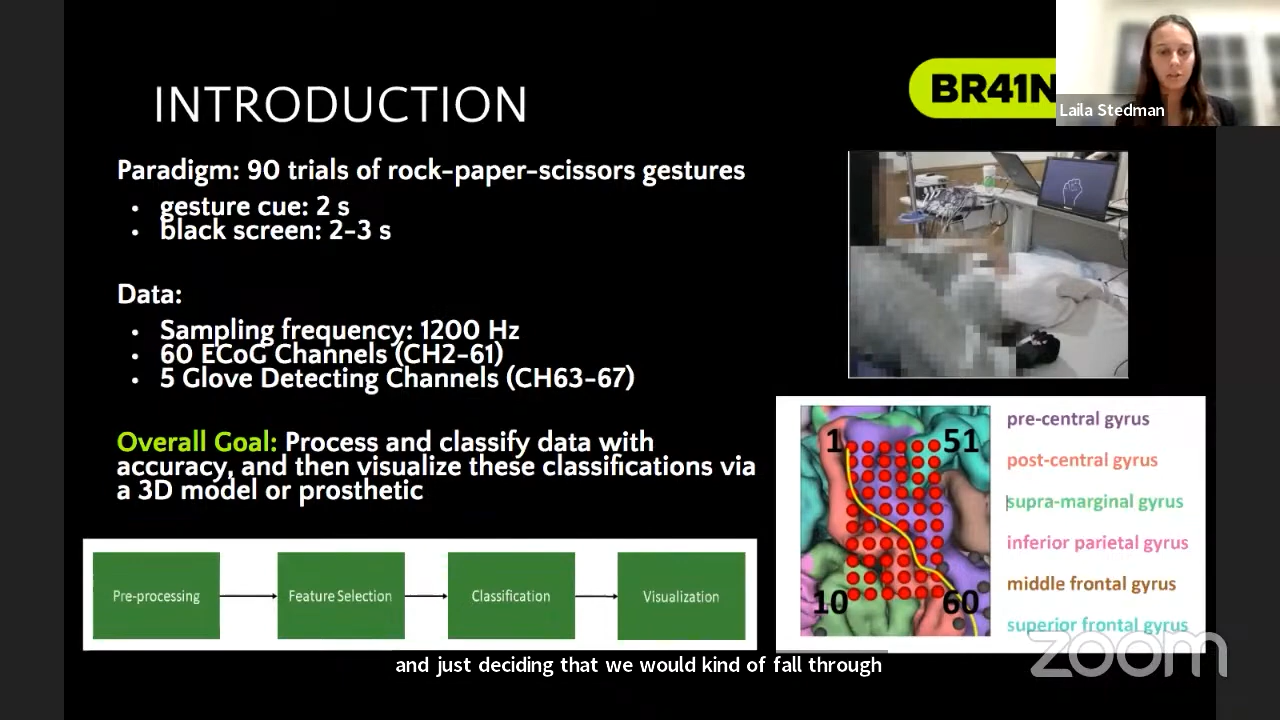 INTRODUCTION
BR41N
Laila Stedman
Paradigm: 90 trials of rock-paper-scissors gestures
• gesture cue: 2 s
• black screen: 2-3 s
Data:
• Sampling frequency: 1200 Hz
• 60 ECoG Channels (CH2-61)
• 5 Glove Detecting Channels (CH63-67)
Overall Goal: Process and classify data with
accuracy, and then visualize these classifications via
a 3D model or prosthetic
Pre-processing
Feature Selection
Classification
Visualization
1
51
10
60
pre-central gyrus
post-central gyrus
supra-marginal gyrus
inferior parietal gyrus
middle frontal gyrus
superior frontal gyrus
zoom
and just deciding that we would kind of fall through